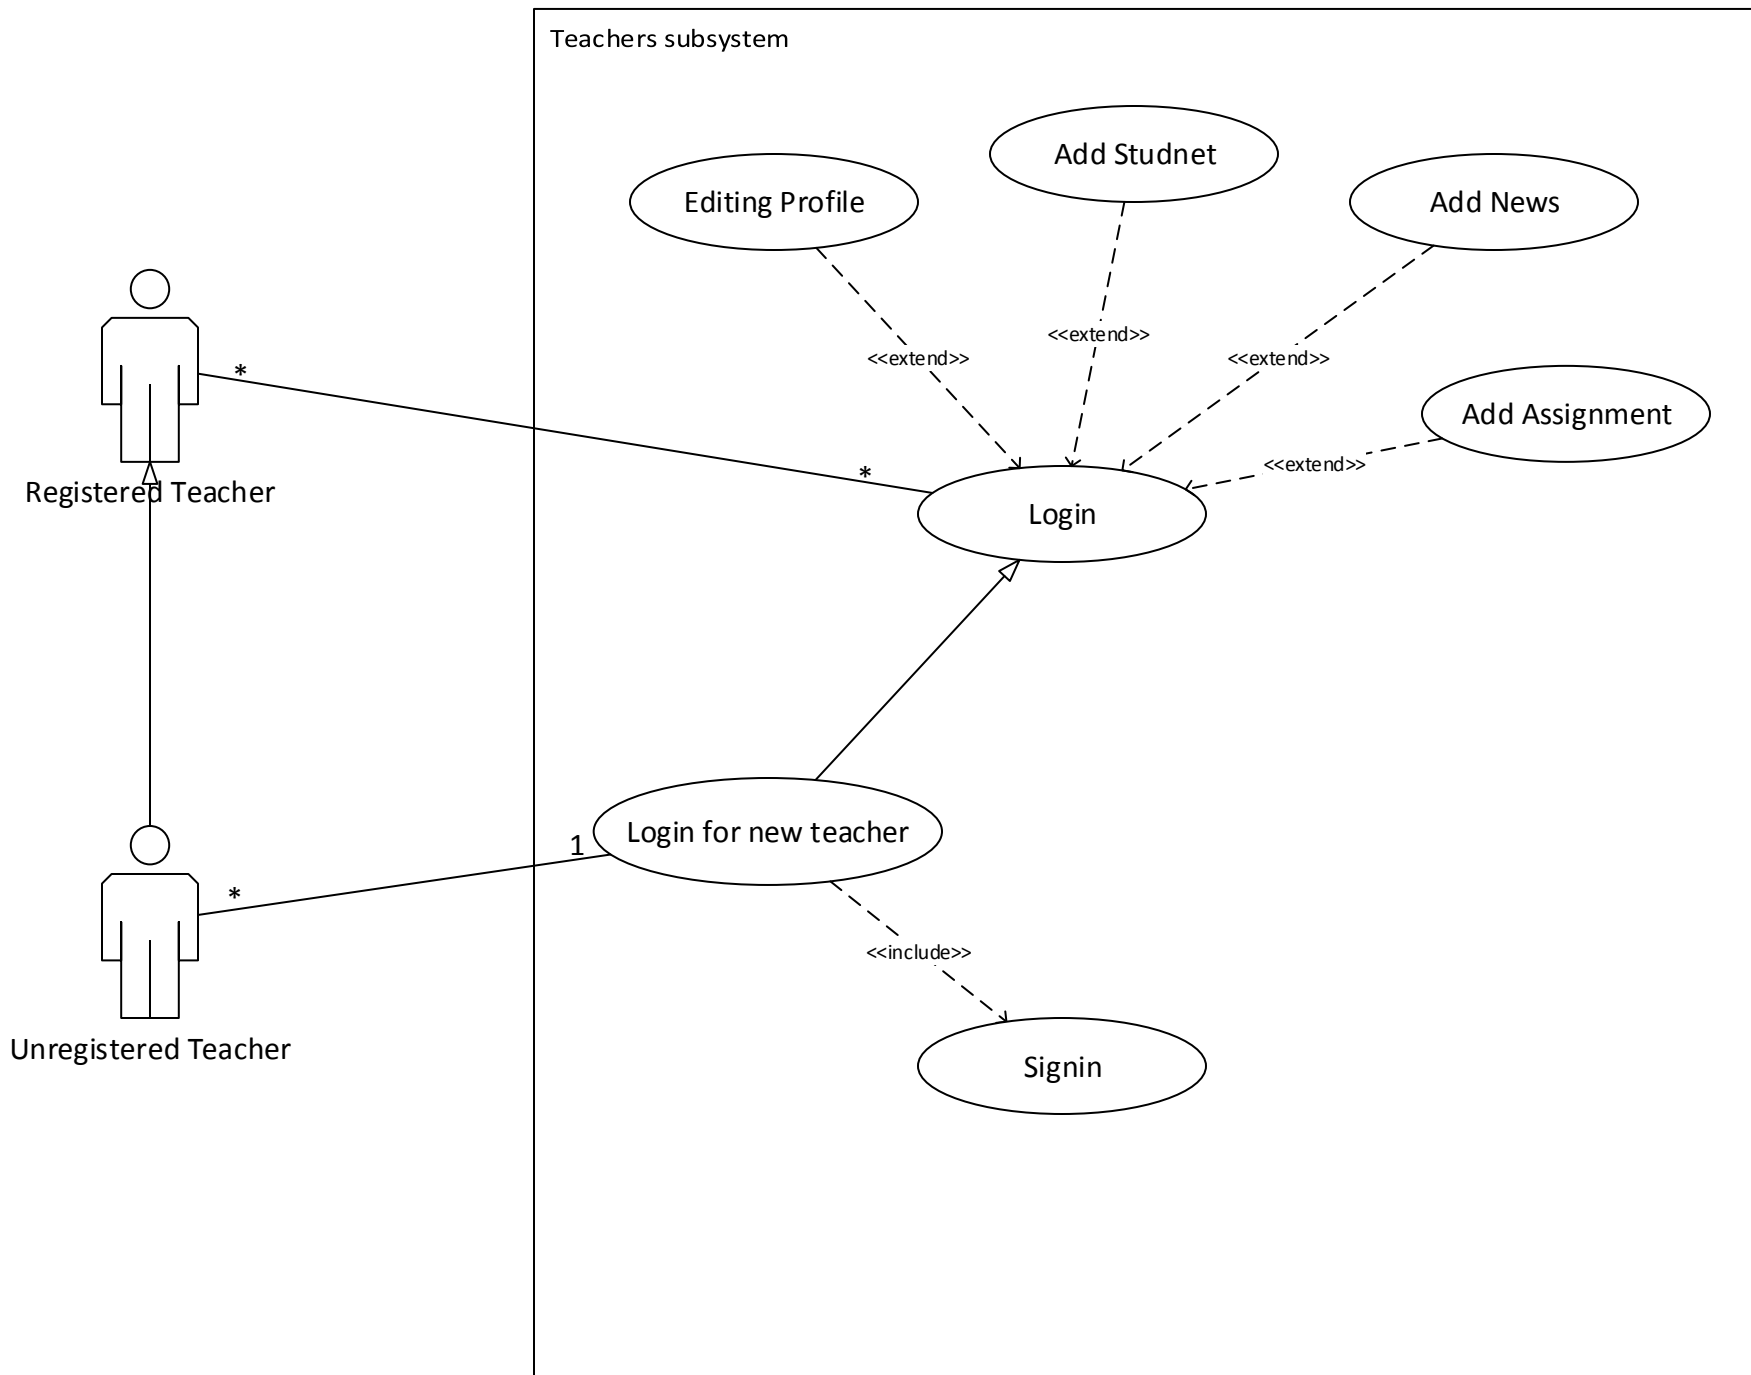 Teachers subsystem
Add Studnet
Editing Profile
Add News
<<extend>>
<<extend>>
<<extend>>
*
Add Assignment
<<extend>>
*
Registered Teacher
Login
Login for new teacher
1
*
<<include>>
Unregistered Teacher
Signin